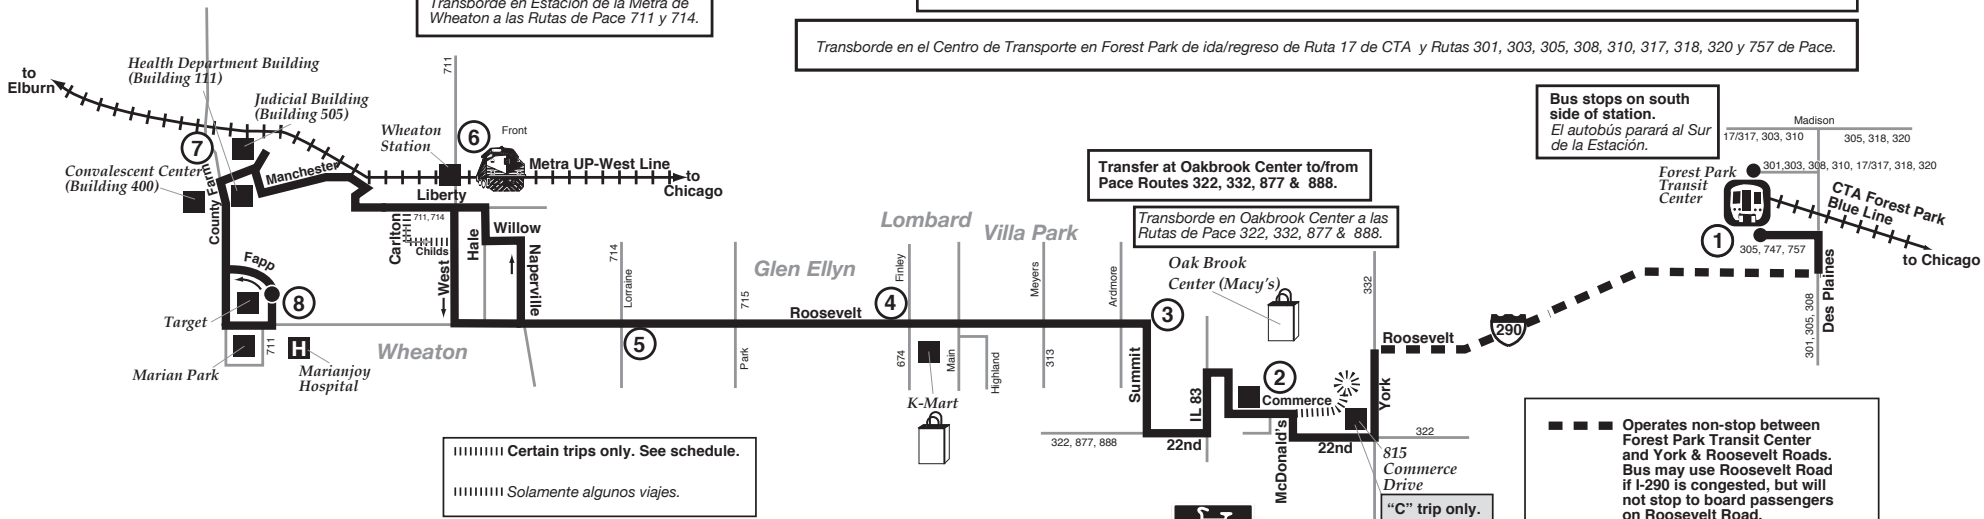 Transborde en Estación de la Metra de
Wheaton a las Rutas de Pace 711 y 714.
Transborde en el Centro de Transporte en Forest Park de ida/regreso de Ruta 17 de CTA y Rutas 301, 303, 305, 308, 310, 317, 318, 320 y 757 de Pace.
to
Elburn
Health Department Building
(Building 111)
Judicial Building
(Building 505)
7
Convalescent Center
(Building 400)
County Farm
Manchester
711
Wheaton
Station
6
Front
Metra UP-West Line
to
Chicago
Liberty
Carlton
711, 714
Childs
West
Hale
Willow
Naperville
Fapp
8
Target
Marian Park
711
H
Marianjoy
Hospital
Wheaton
714
Lorraine
5
715
Park
Glen Ellyn
Roosevelt
Lombard
Villa Park
Finley
4
674
K-Mart
Main
Highland
Meyers
313
Ardmore
3
Summit
Transfer at Oakbrook Center to/from
Pace Routes 322, 332, 877 & 888.
Transborde en Oakbrook Center a las
Rutas de Pace 322, 332, 877 & 888.
Oak Brook
Center (Macy's)
332
2
Commerce
IL 83
322, 877, 888
22nd
McDonald's
22nd
322
York
815
Commerce
Drive
"C" trip only.
Roosevelt
290
Bus stops on south
side of station.
El autobús parará al Sur
de la Estación.
Madison
17/317, 303, 310
305, 318, 320
301,303, 308, 310, 17/317, 318, 320
Forest Park
Transit
Center
CTA Forest Park
Blue Line
to Chicago
1
305, 747, 757
Des Plaines
301, 305, 308
Certain trips only. See schedule.
Solamente algunos viajes.
Operates non-stop between
Forest Park Transit Center
and York & Roosevelt Roads.
Bus may use Roosevelt Road
if I-290 is congested, but will
not stop to board passengers
on Roosevelt Road.